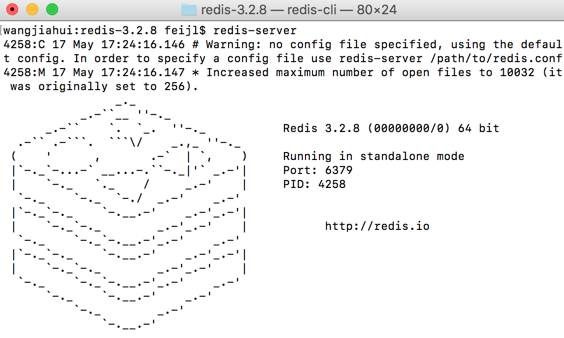 redis-3.2.8 — redis-cli — 80×24
[wangjiahui:redis-3.2.8 feijl$ redis-server
4258:C 17 May 17:24:16.146 # Warning: no config file specified, using the defaul
t config. In order to specify a config file use redis-server /path/to/redis.conf
4258:M 17 May 17:24:16.147 * Increased maximum number of open files to 10032 (it
was originally set to 256).
Redis 3.2.8 (00000000/0) 64 bit
Running in standalone mode
Port: 6379
PID: 4258
http://redis.io